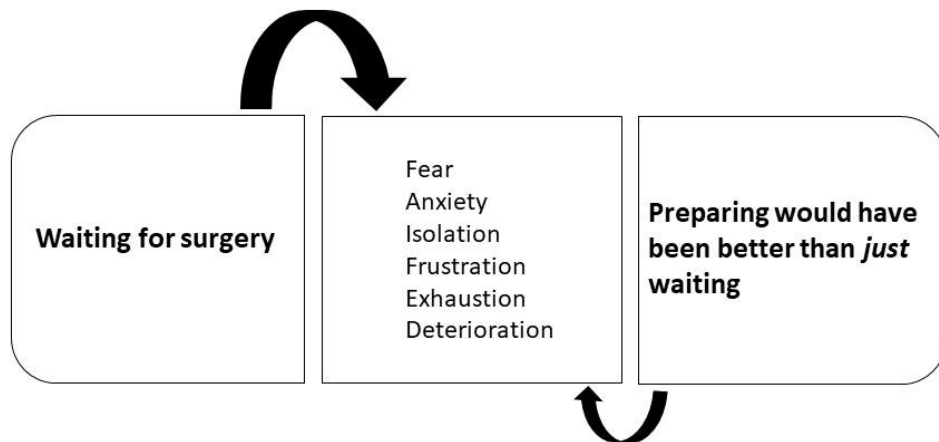 Waiting for surgery
Fear
Anxiety
Isolation
Frustration
Exhaustion
Deterioration
Preparing would have
been better than just
waiting